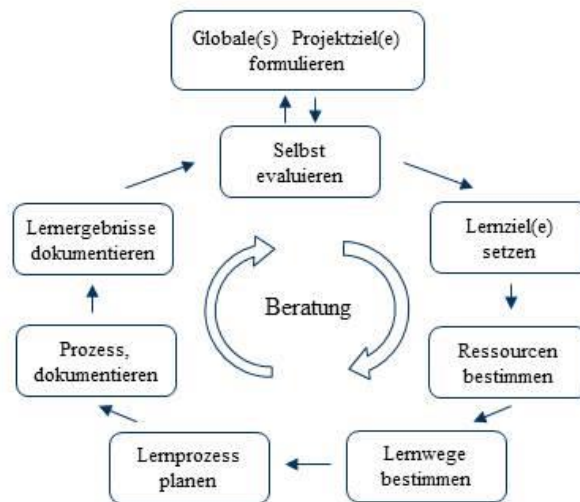 Globale(s) Projektziel(e)
formulieren
Selbst
evaluieren
Lernziel(e)
setzen
Ressourcen
bestimmen
Lernwege
bestimmen
Lernprozess
planen
Prozess,
dokumentieren
Lernergebnisse
dokumentieren
Beratung